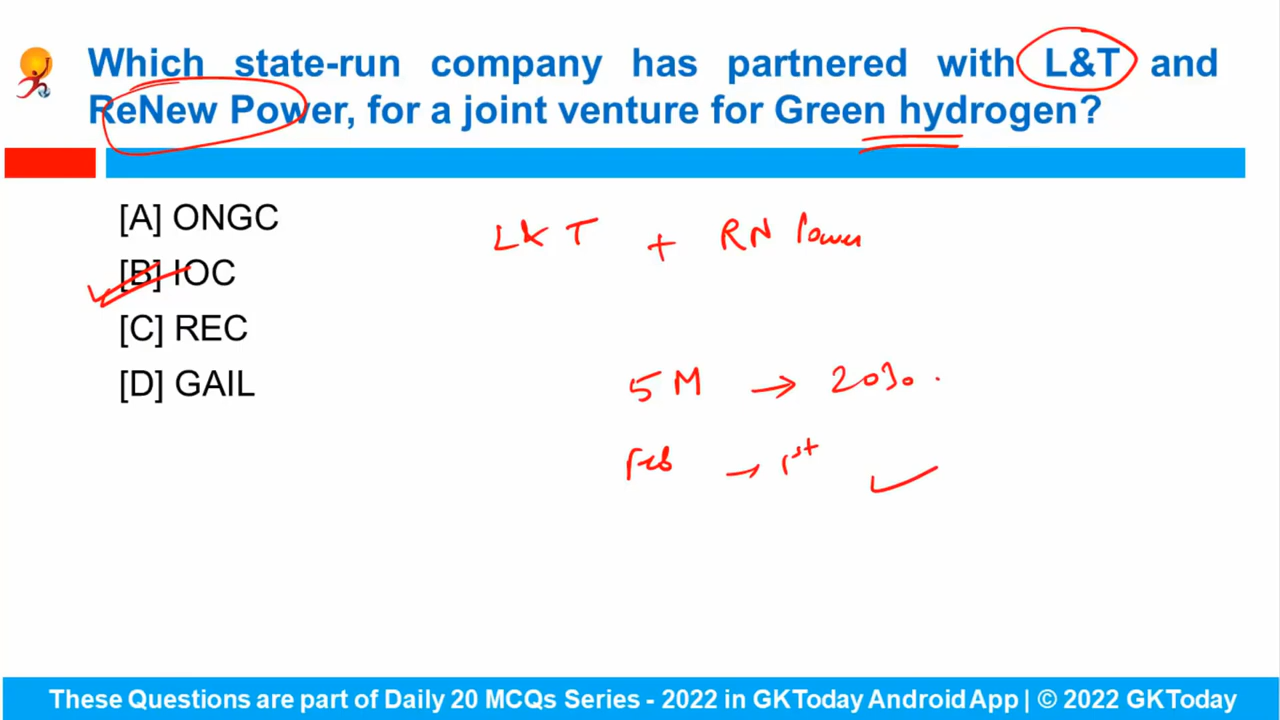 Which state-run company has partnered with L&T and
ReNew Power, for a joint venture for Green hydrogen?
[A] ONGC
[B] IOC
[C] REC
[D] GAIL
L&T + RN Power
5M → 2030.
Feb → 1st
These Questions are part of Daily 20 MCQs Series - 2022 in GKToday Android App | © 2022 GKToday